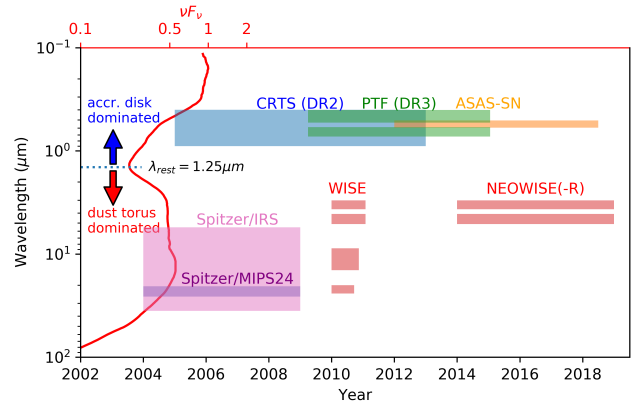 νFν
0.1 0.5 1 2
10⁻¹
accr. disk
dominated
CRTS (DR2) PTF (DR3) ASAS-SN
10⁰
λrest = 1.25μm
dust torus
dominated
WISE NEOWISE(-R)
Spitzer/IRS
10¹
Spitzer/MIPS24
10²
Wavelength (μm)
2002 2004 2006 2008 2010 2012 2014 2016 2018
Year